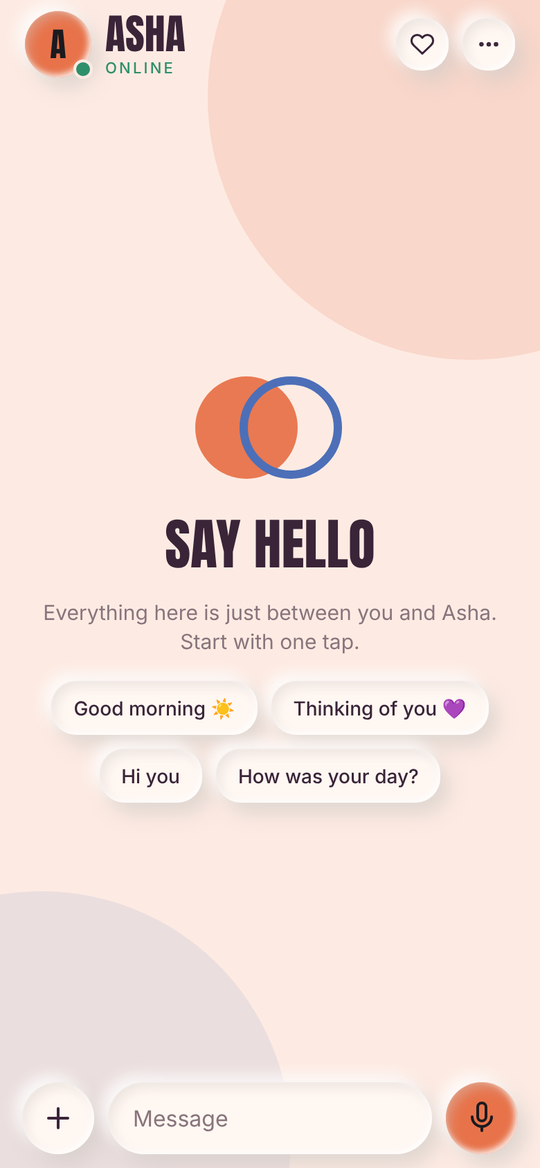 A
ASHA
ONLINE
SAY HELLO
Everything here is just between you and Asha.
Start with one tap.
Good morning ☀️
Thinking of you 💜
Hi you
How was your day?
Message